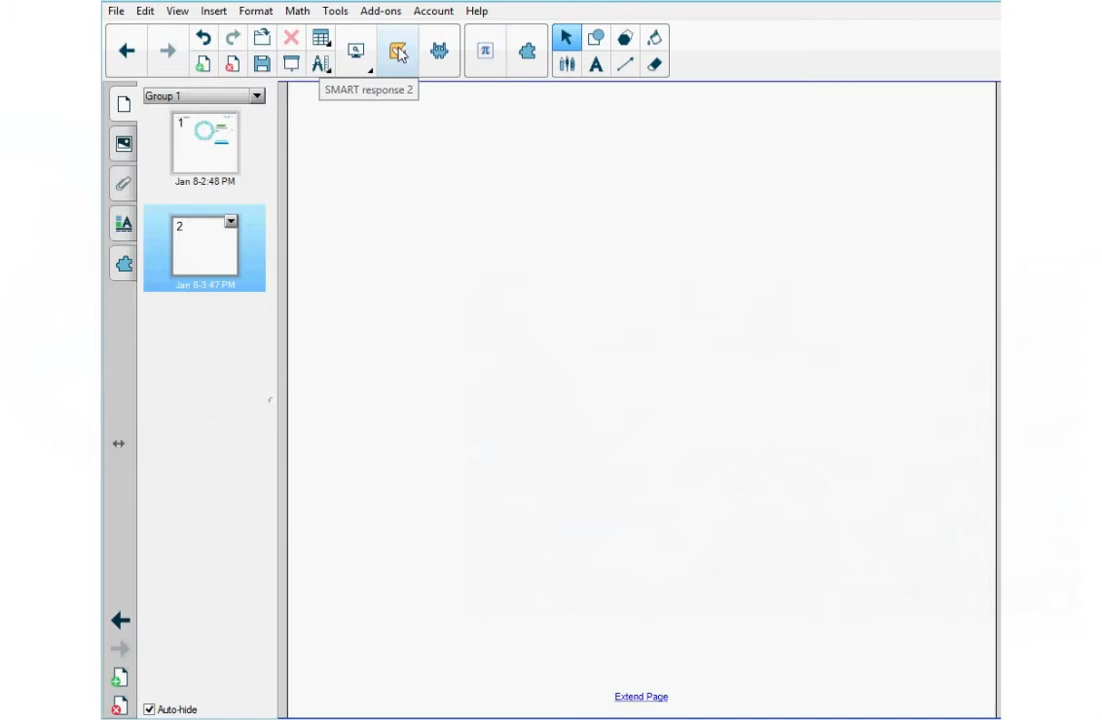 File Edit View Insert Format Math Tools Add-ons Account Help
π
A
SMART response 2
Group 1
1
Jan 8-2:48 PM
2
Jan 8-3:47 PM
Extend Page
Auto-hide